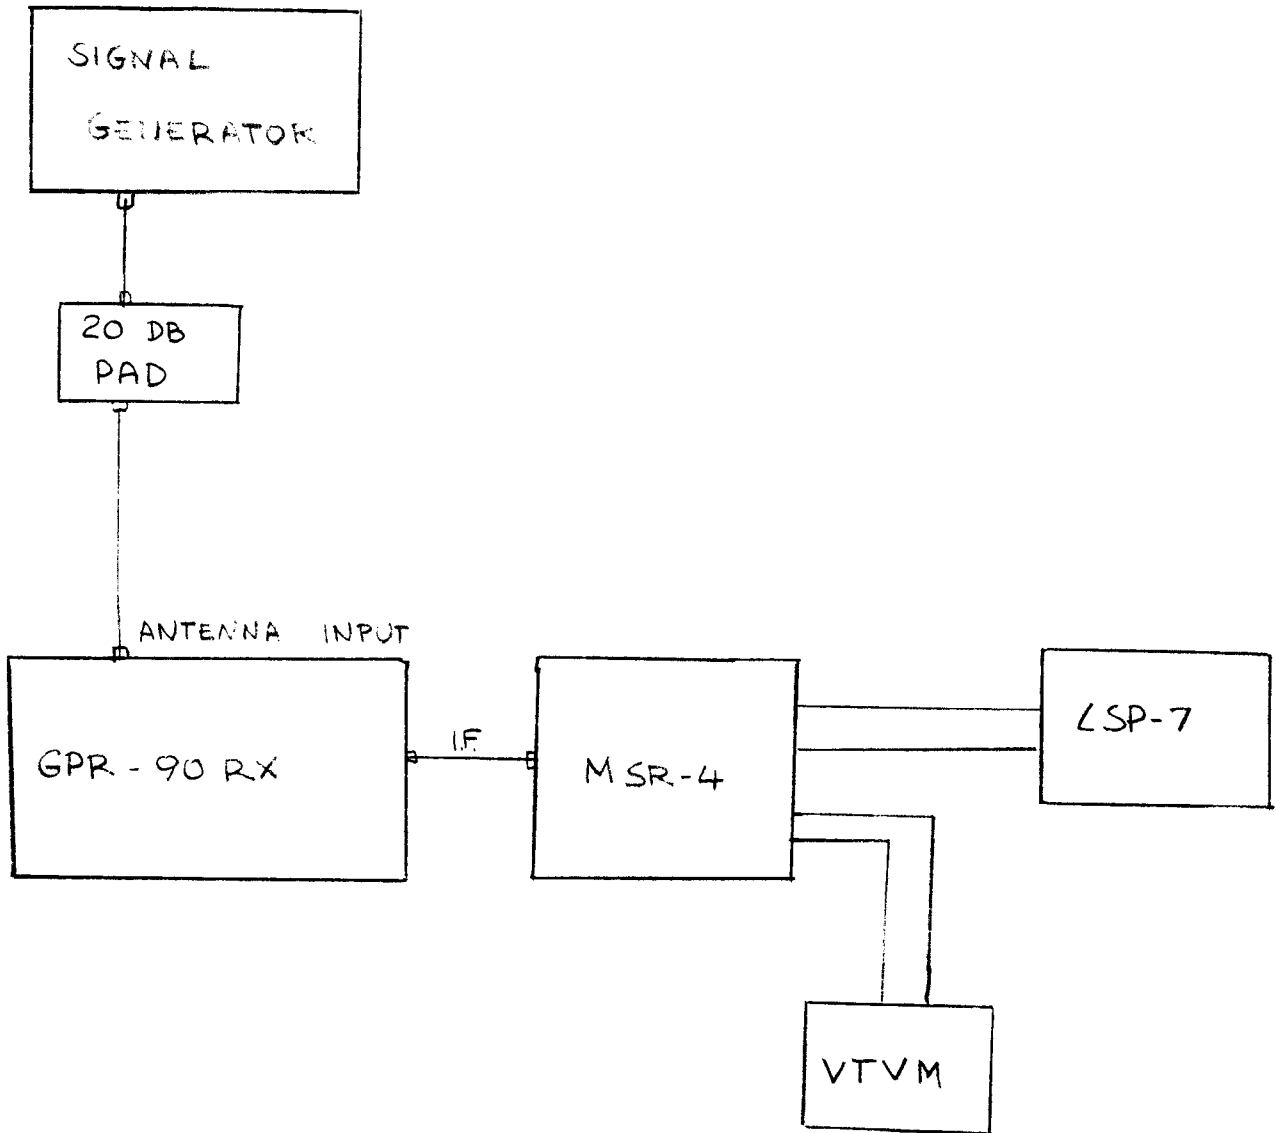 SIGNAL
GENERATOR
20 DB
PAD
ANTENNA INPUT
GPR-90 RX
I.F.
MSR-4
LSP-7
VTVM